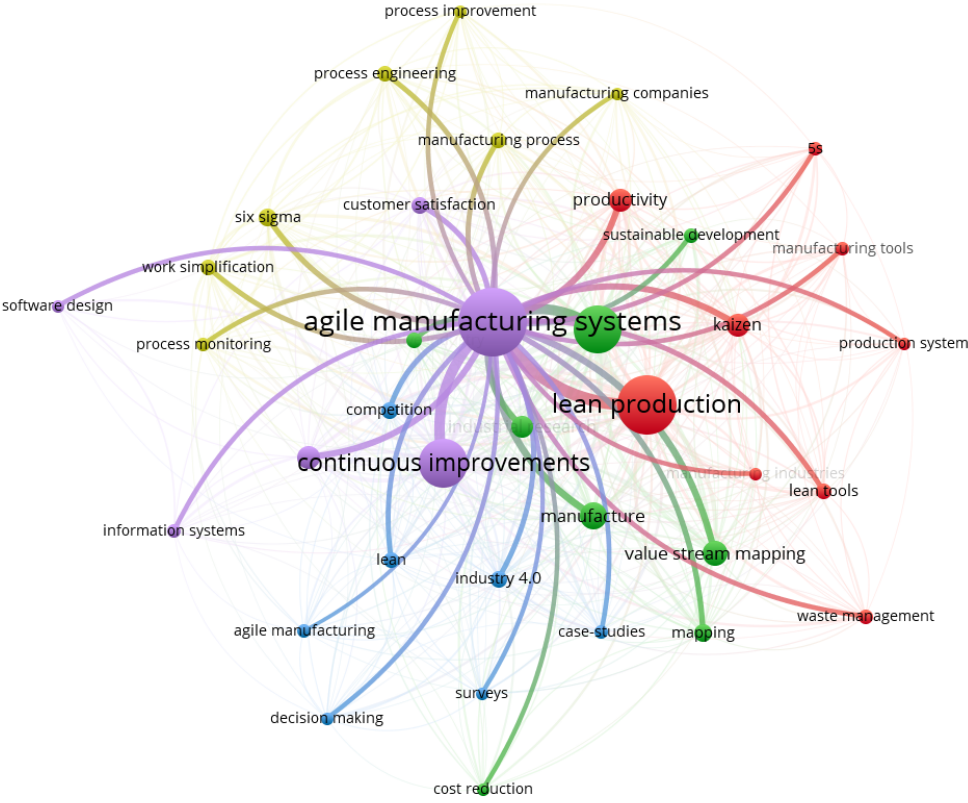 process improvement
process engineering
manufacturing companies
manufacturing process
5s
productivity
customer satisfaction
six sigma
sustainable development
manufacturing tools
work simplification
software design
agile manufacturing systems
kaizen
process monitoring
production system
competition
lean production
industrial research
continuous improvements
manufacturing industries
lean tools
manufacture
information systems
value stream mapping
lean
industry 4.0
waste management
agile manufacturing
case-studies
mapping
surveys
decision making
cost reduction